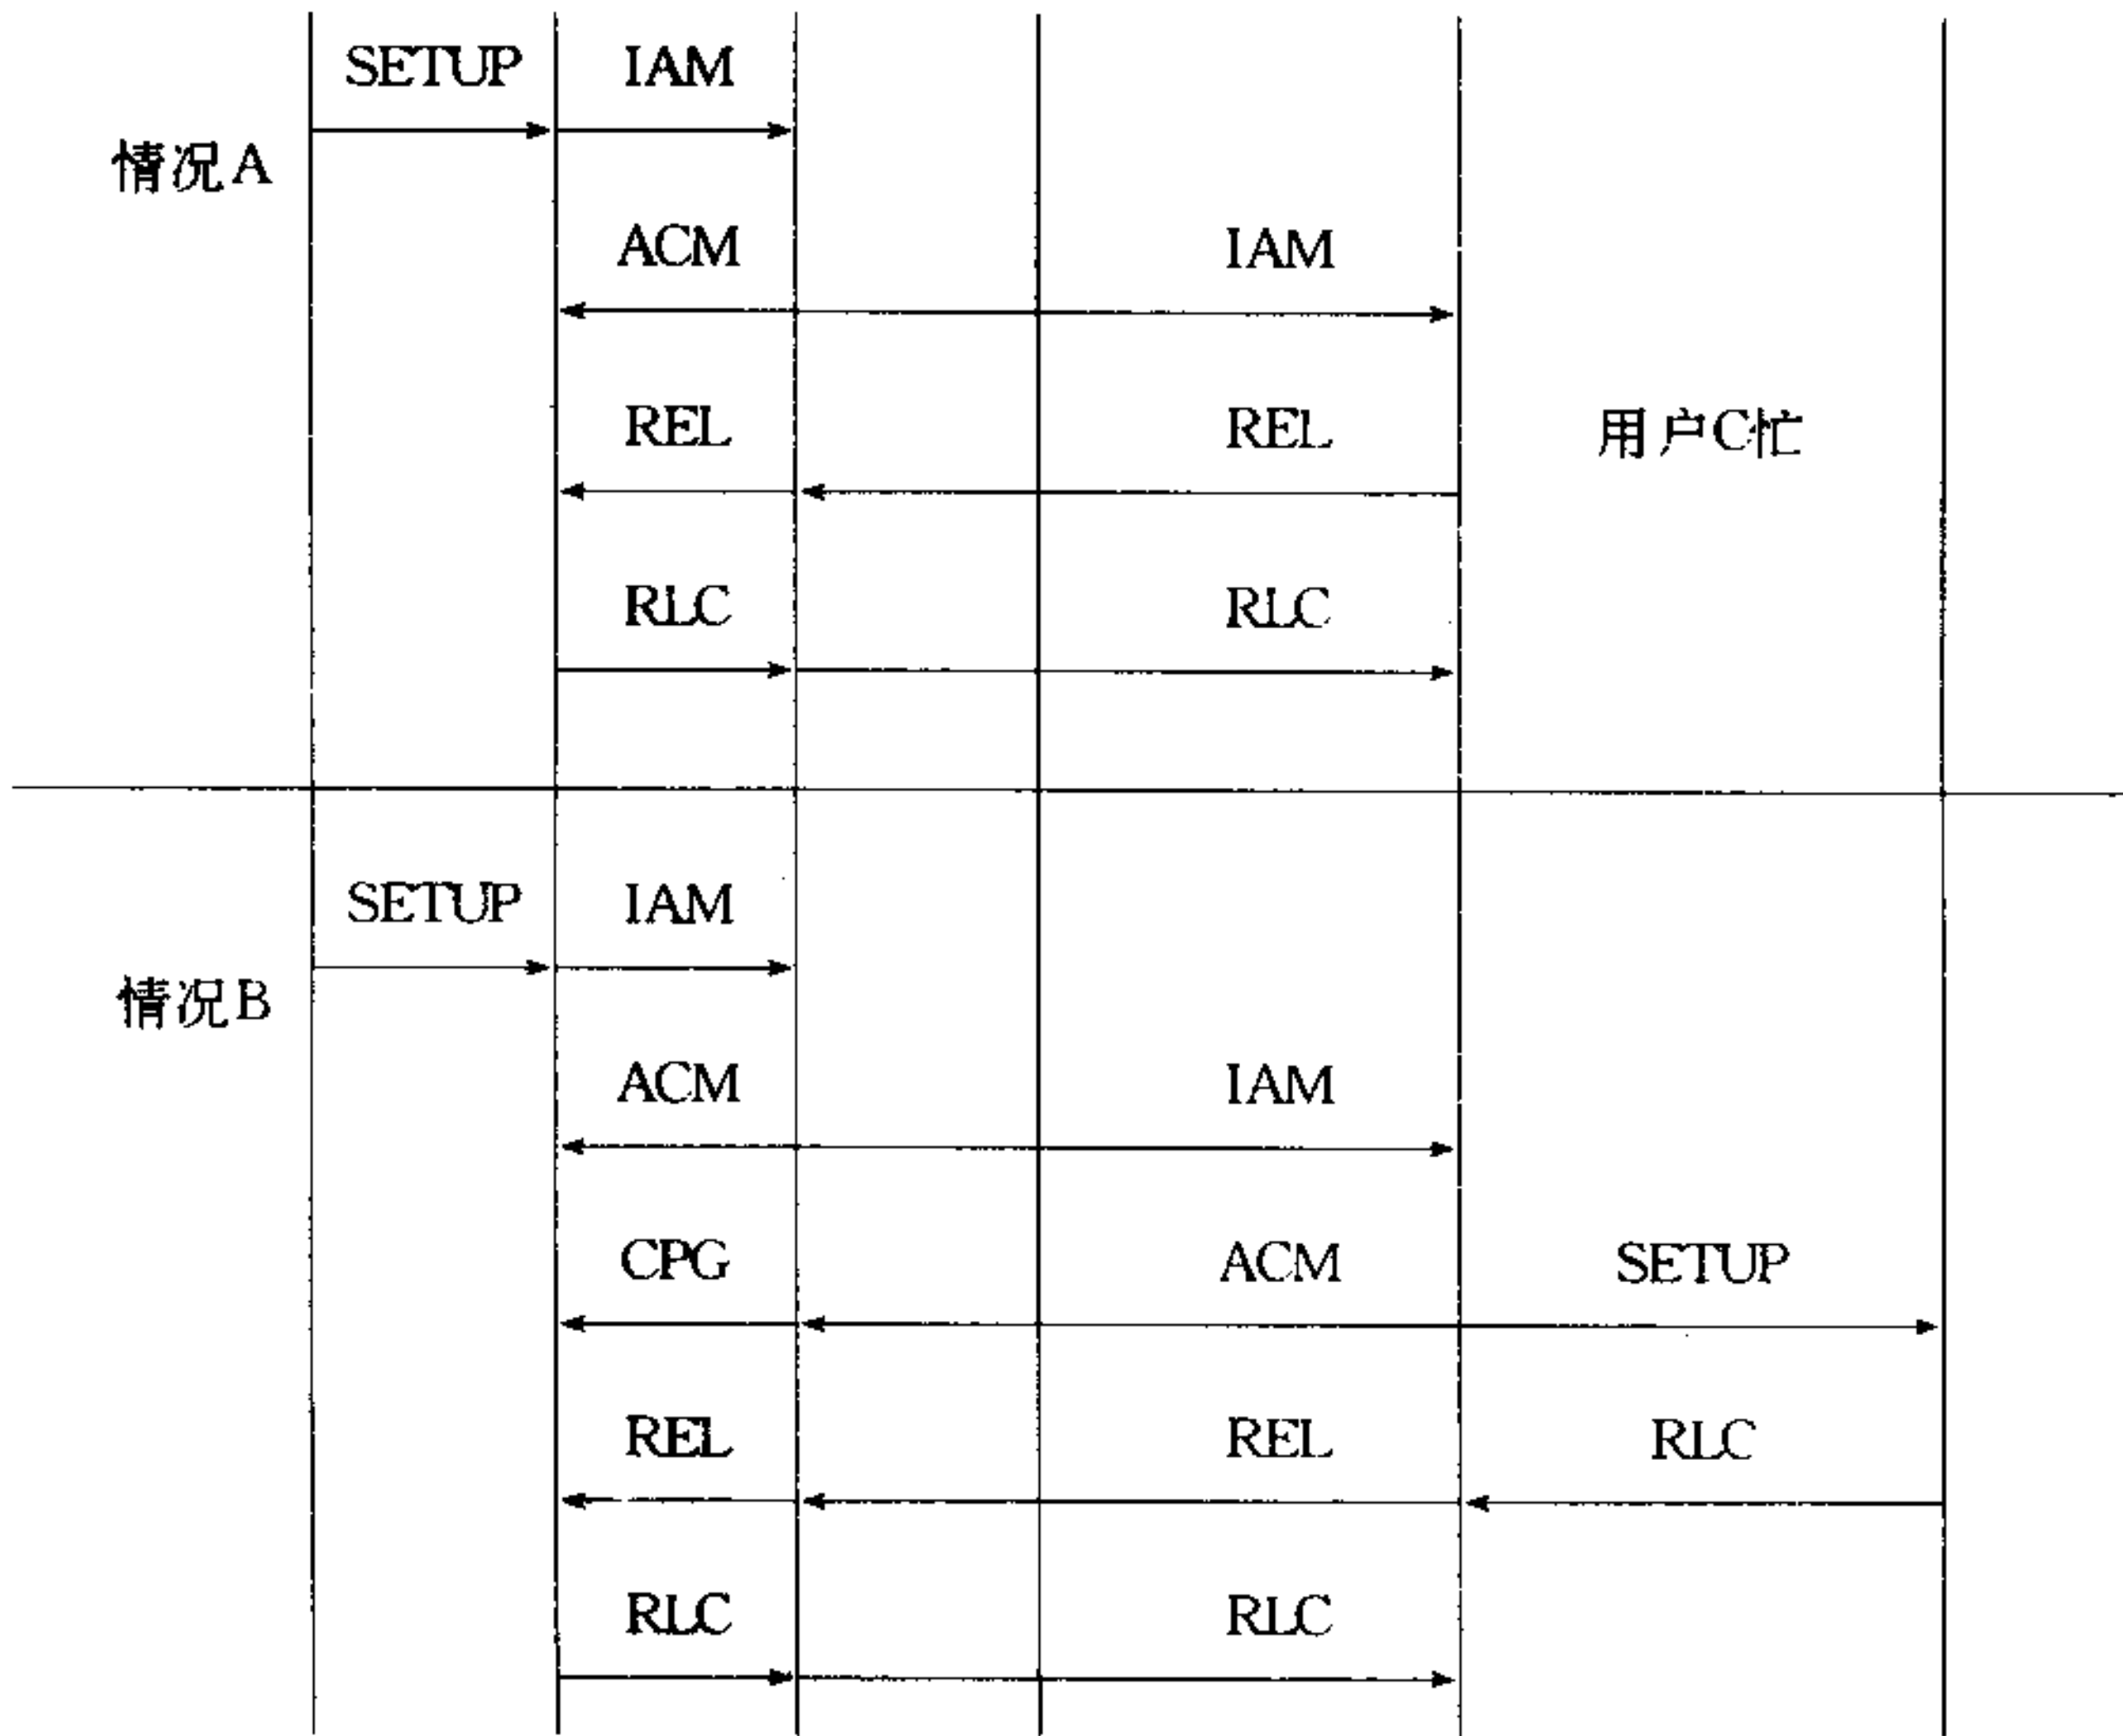 SETUP IAM
情况A
ACM IAM
REL REL 用户C忙
RLC RLC
SETUP IAM
情况B
ACM IAM
CPG ACM SETUP
REL REL RLC
RLC RLC